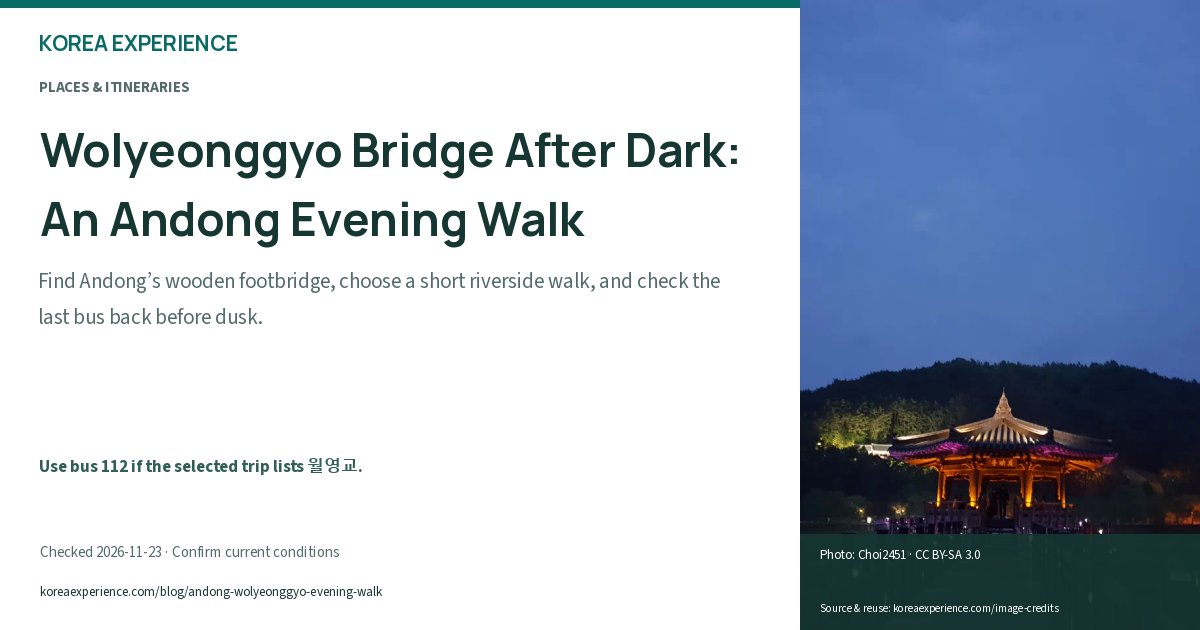 KOREA EXPERIENCE
PLACES & ITINERARIES
Wolyeonggyo Bridge After Dark:
An Andong Evening Walk
Find Andong’s wooden footbridge, choose a short riverside walk, and check the
last bus back before dusk.
Use bus 112 if the selected trip lists 월영교.
Checked 2026-11-23 · Confirm current conditions
koreaexperience.com/blog/andong-wolyeonggyo-evening-walk
Photo: Choi2451 · CC BY-SA 3.0
Source & reuse: koreaexperience.com/image-credits